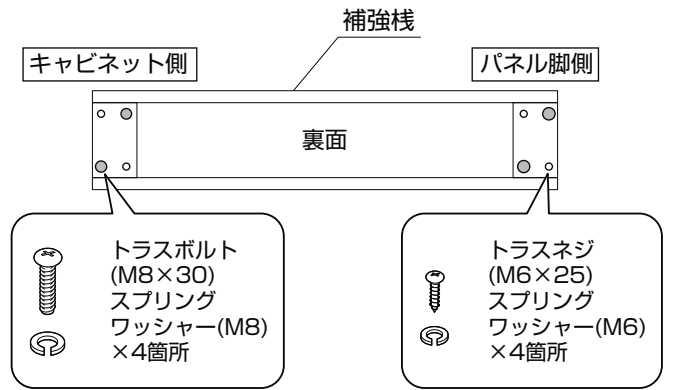 補強桟
キャビネット側
パネル脚側
裏面
トラスボルト
(M8×30)
スプリング
ワッシャー(M8)
×4箇所
トラスネジ
(M6×25)
スプリング
ワッシャー(M6)
×4箇所